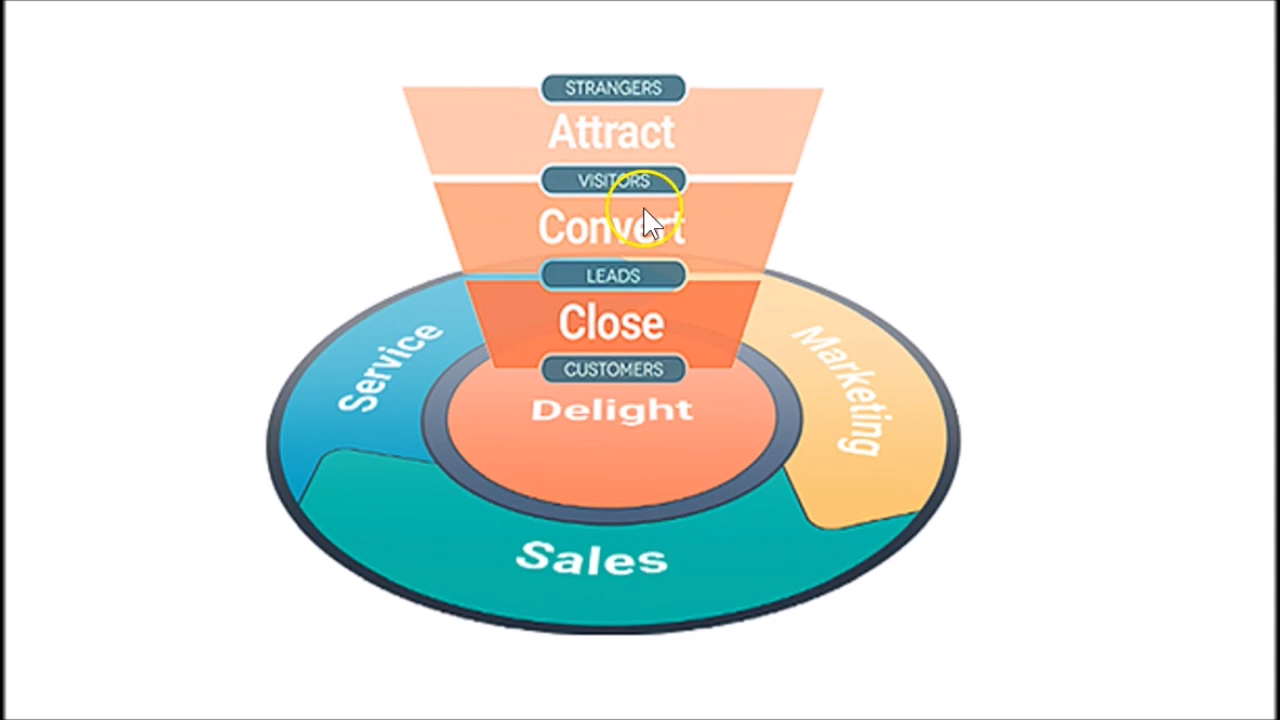 STRANGERS
Attract
VISITORS
Convert
LEADS
Close
CUSTOMERS
Delight
Service
Marketing
Sales